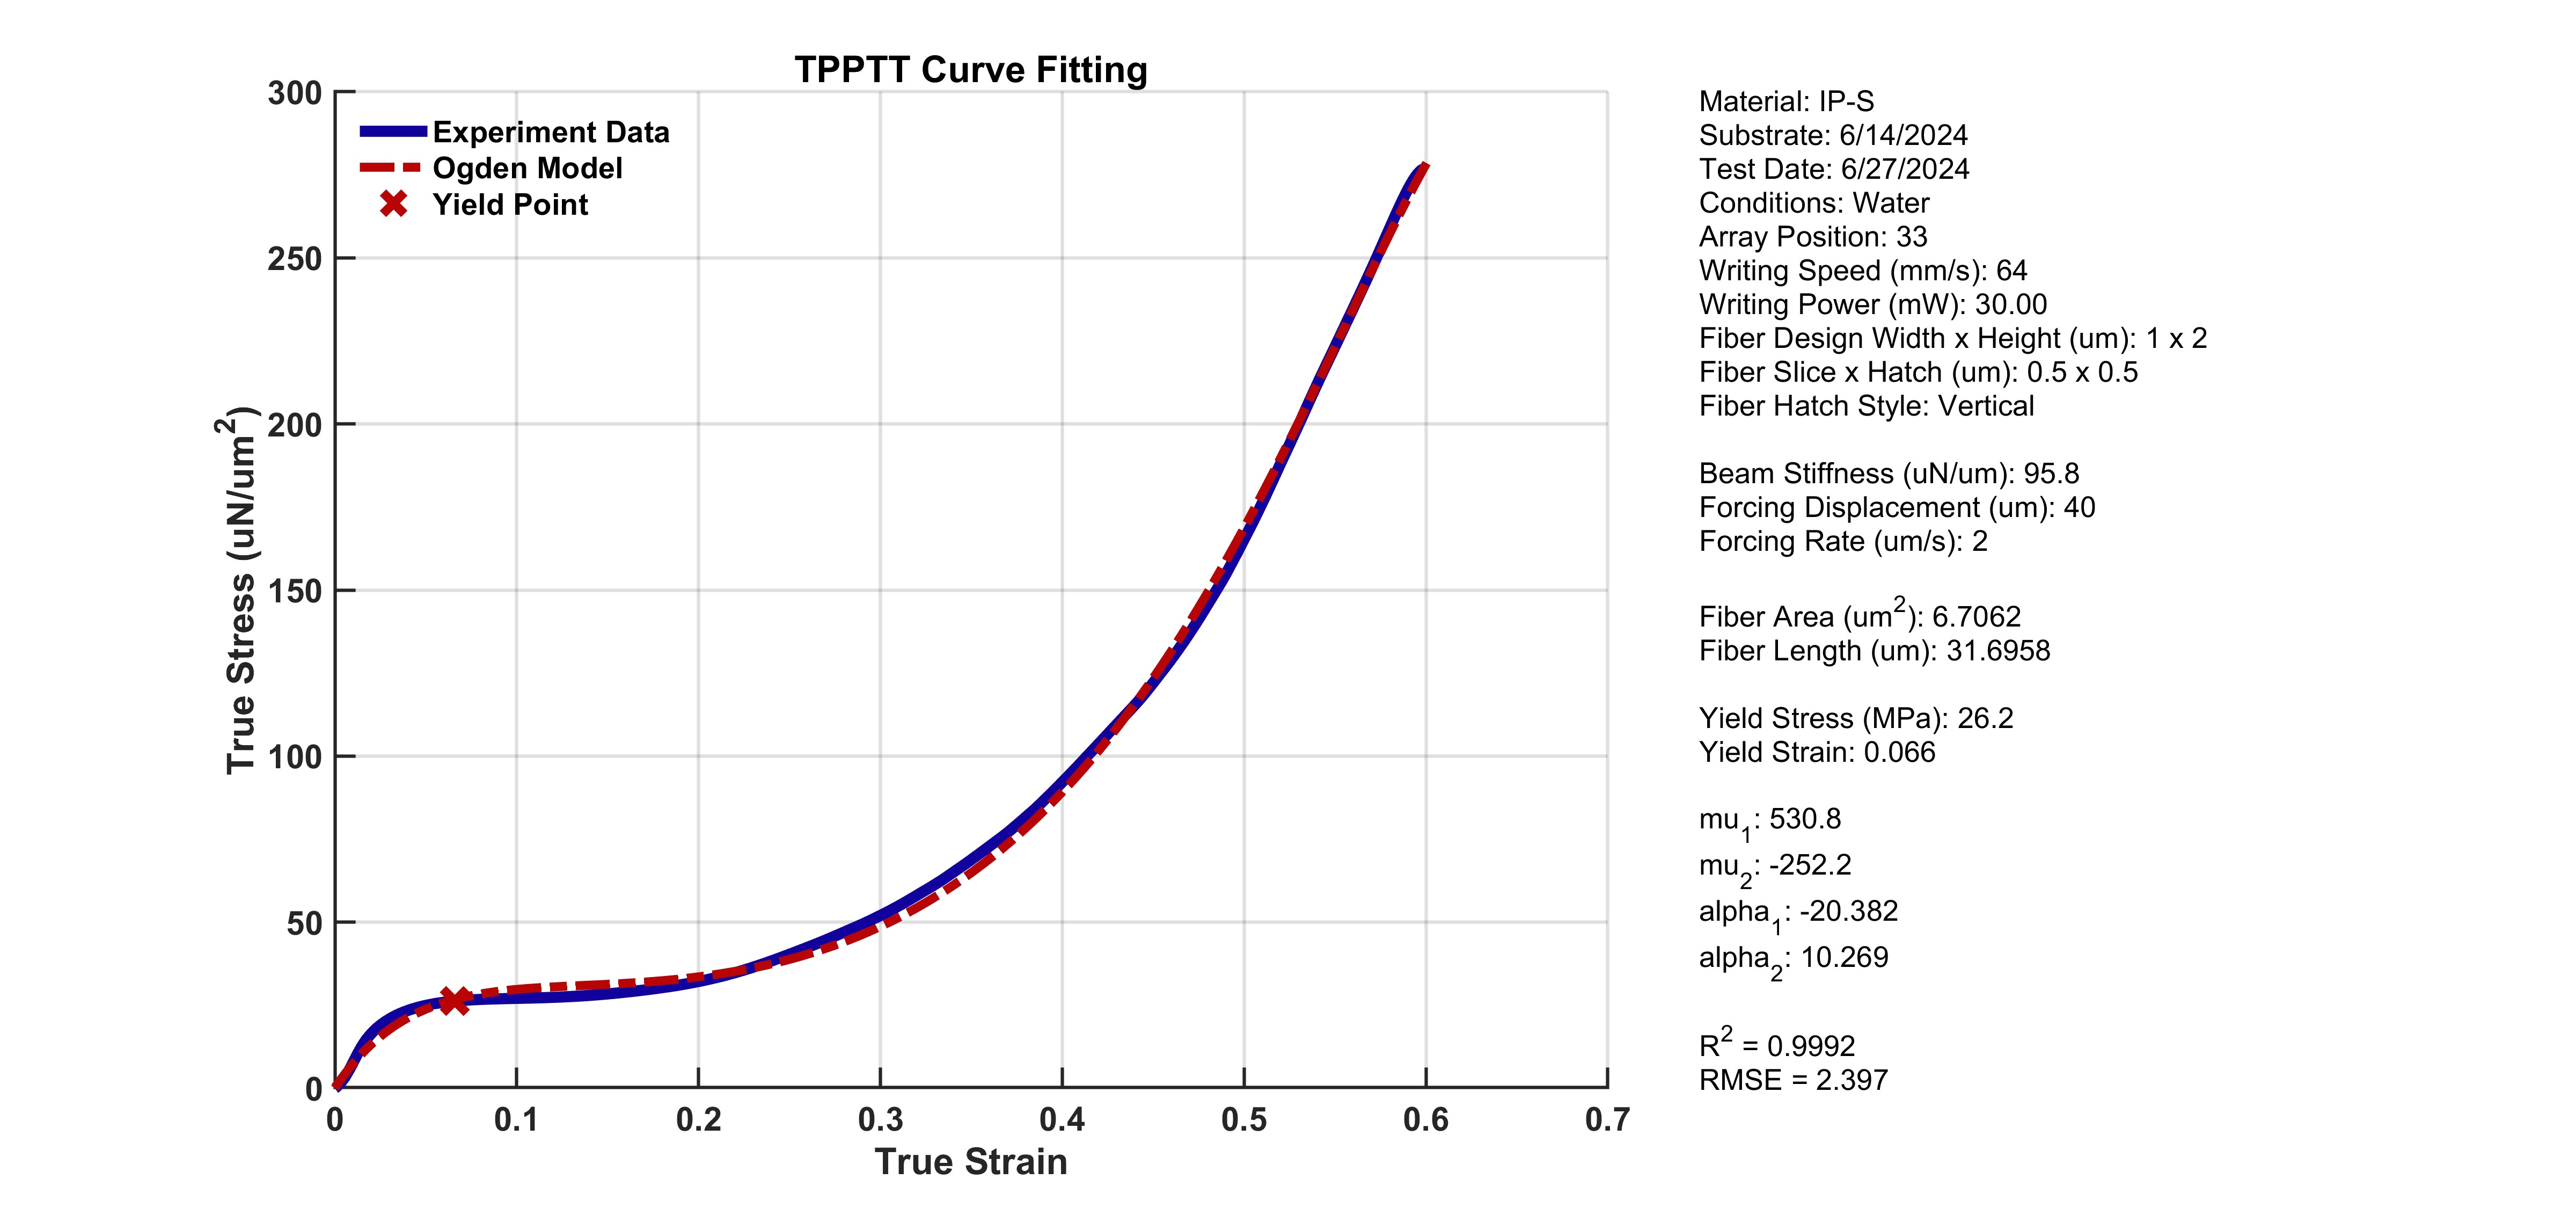 TPPTT Curve Fitting
300
250
200
150
100
50
0
Experiment Data
Ogden Model
Yield Point
True Stress (uN/um²)
0 0.1 0.2 0.3 0.4 0.5 0.6 0.7
True Strain
Material: IP-S
Substrate: 6/14/2024
Test Date: 6/27/2024
Conditions: Water
Array Position: 33
Writing Speed (mm/s): 64
Writing Power (mW): 30.00
Fiber Design Width x Height (um): 1 x 2
Fiber Slice x Hatch (um): 0.5 x 0.5
Fiber Hatch Style: Vertical
Beam Stiffness (uN/um): 95.8
Forcing Displacement (um): 40
Forcing Rate (um/s): 2
Fiber Area (um²): 6.7062
Fiber Length (um): 31.6958
Yield Stress (MPa): 26.2
Yield Strain: 0.066
mu₁: 530.8
mu₂: -252.2
alpha₁: -20.382
alpha₂: 10.269
R² = 0.9992
RMSE = 2.397